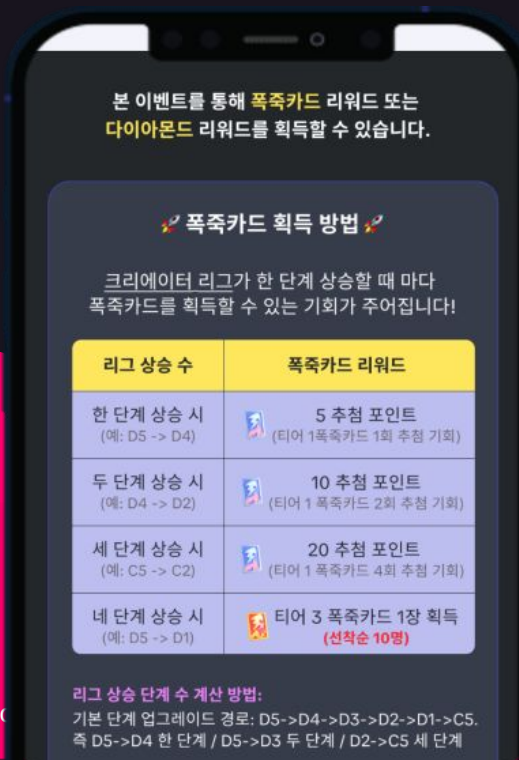 본 이벤트를 통해 폭죽카드 리워드 또는
다이아몬드 리워드를 획득할 수 있습니다.
🚀 폭죽카드 획득 방법 🚀
크리에이터 리그가 한 단계 상승할 때 마다
폭죽카드를 획득할 수 있는 기회가 주어집니다!
리그 상승 수 폭죽카드 리워드
한 단계 상승 시 5 추첨 포인트
(예: D5 -> D4) (티어 1폭죽카드 1회 추첨 기회)
두 단계 상승 시 10 추첨 포인트
(예: D4 -> D2) (티어 1 폭죽카드 2회 추첨 기회)
세 단계 상승 시 20 추첨 포인트
(예: C5 -> C2) (티어 1 폭죽카드 4회 추첨 기회)
네 단계 상승 시 티어 3 폭죽카드 1장 획득
(예: D5 -> D1) (선착순 10명)
리그 상승 단계 수 계산 방법:
기본 단계 업그레이드 경로: D5->D4->D3->D2->D1->C5.
즉 D5->D4 한 단계 / D5->D3 두 단계 / D2->C5 세 단계